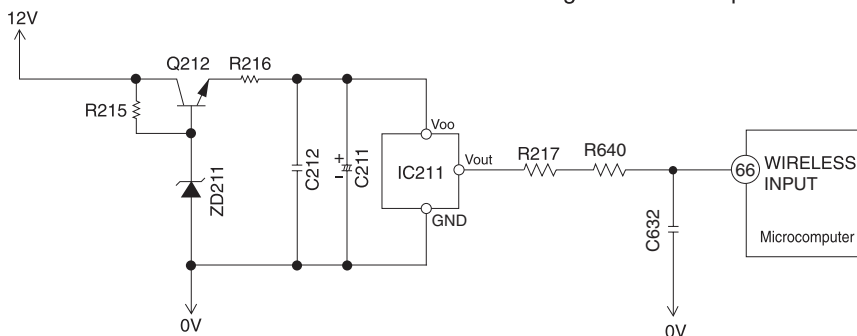 12V
Q212
R216
R215
ZD211
C212
+
-
C211
Voo
IC211
Vout
GND
R217
R640
C632
66
WIRELESS
INPUT
Microcomputer
0V
0V